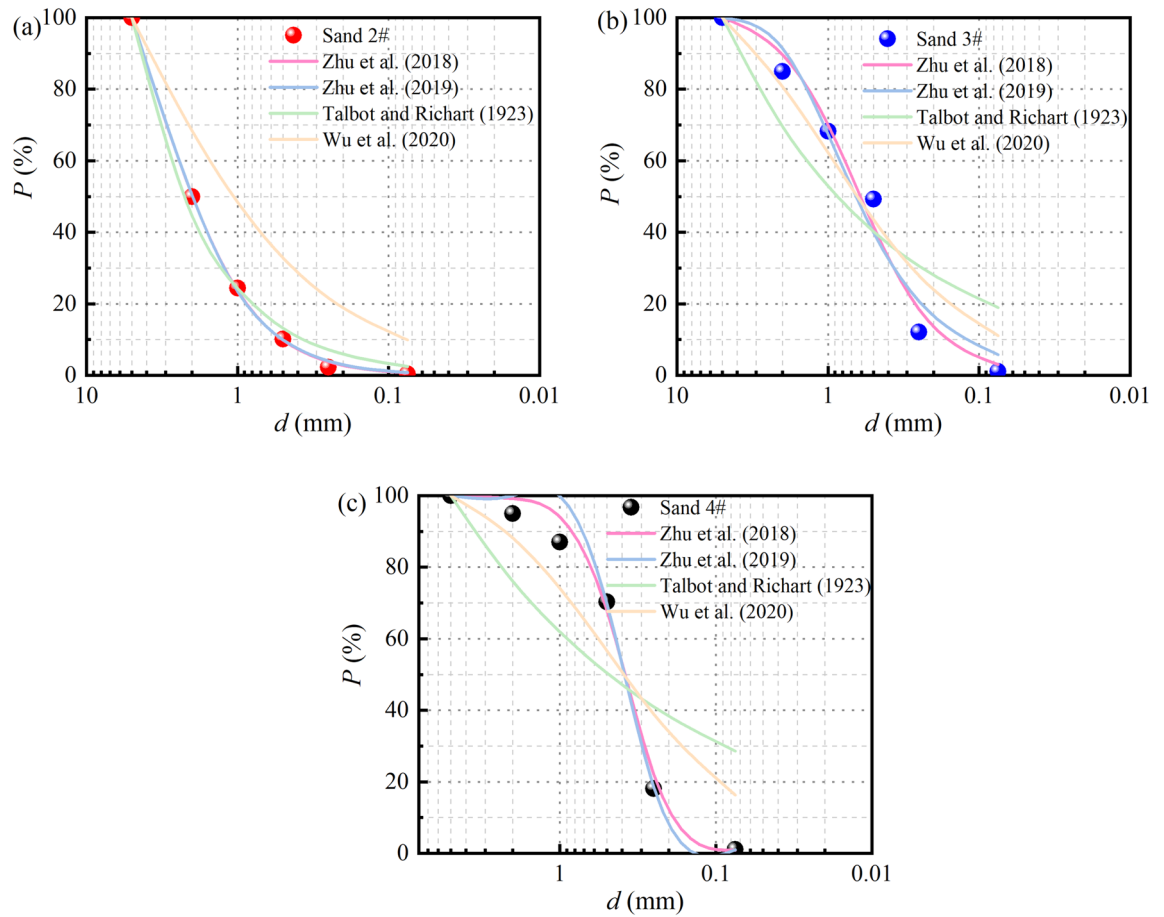 (a)
P (%)
100
80
60
40
20
0
Sand 2#
Zhu et al. (2018)
Zhu et al. (2019)
Talbot and Richart (1923)
Wu et al. (2020)
10
1
0.1
0.01
d (mm)
(b)
P (%)
100
80
60
40
20
0
Sand 3#
Zhu et al. (2018)
Zhu et al. (2019)
Talbot and Richart (1923)
Wu et al. (2020)
10
1
0.1
0.01
d (mm)
(c)
P (%)
100
80
60
40
20
0
Sand 4#
Zhu et al. (2018)
Zhu et al. (2019)
Talbot and Richart (1923)
Wu et al. (2020)
1
0.1
0.01
d (mm)